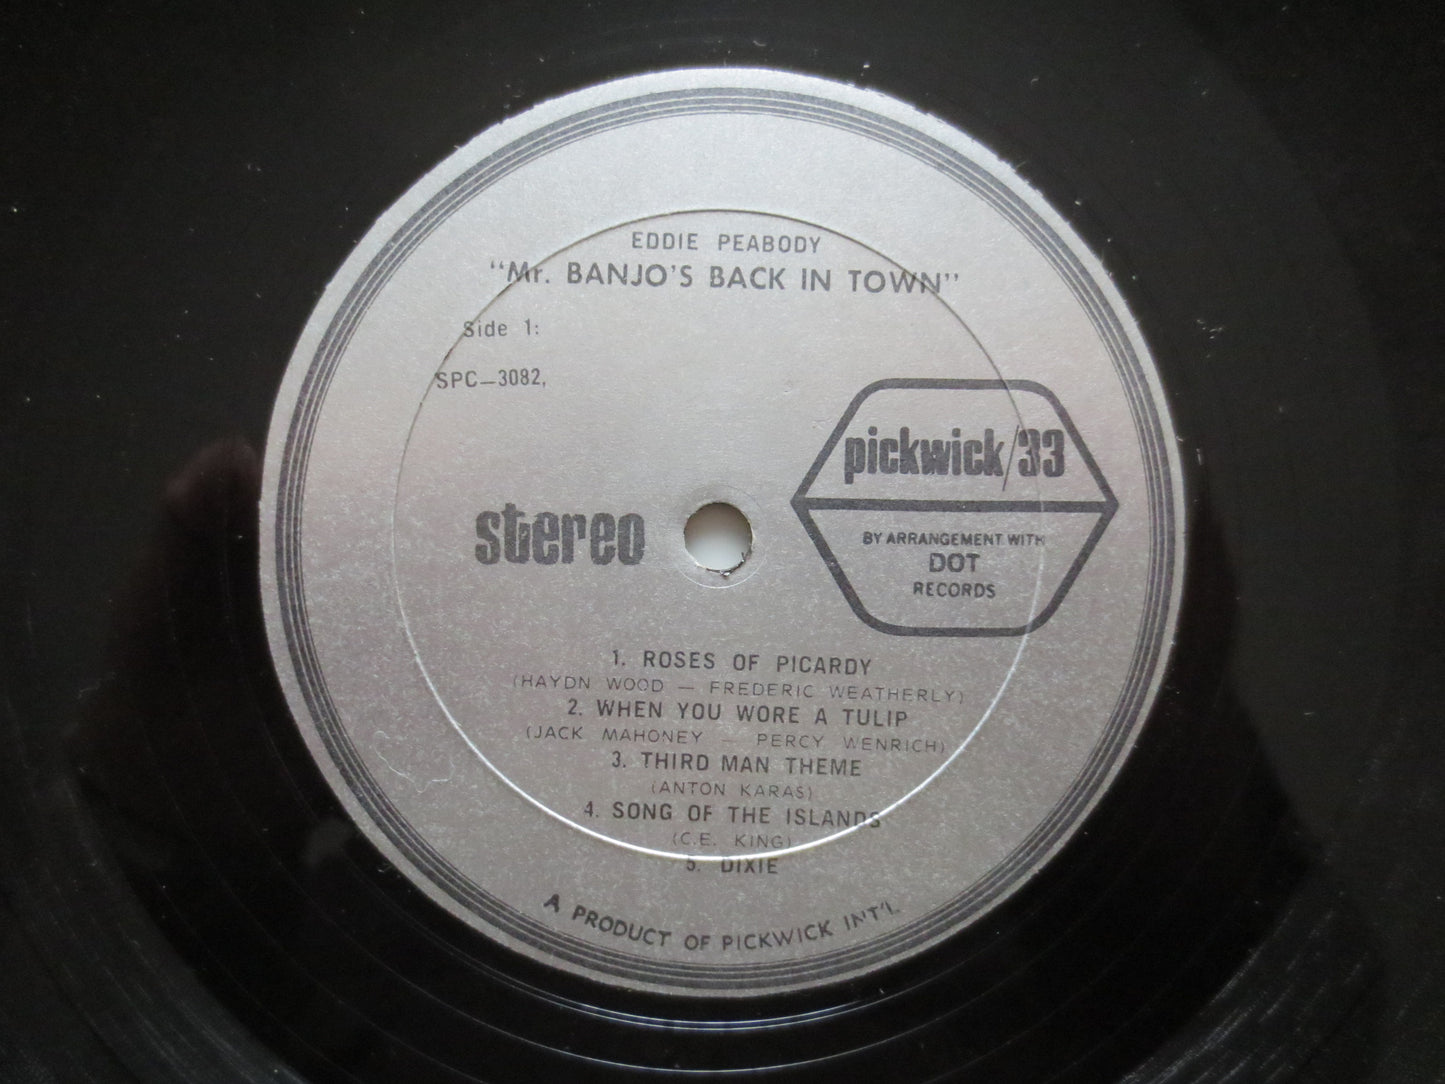 EDDIE PEABODY
"Mr. BANJO'S BACK IN TOWN"
Side 1:
SPC—3082,
stereo
pickwick/33
BY ARRANGEMENT WITH
DOT
RECORDS
1. ROSES OF PICARDY
(HAYDN WOOD — FREDERIC WEATHERLY)
2. WHEN YOU WORE A TULIP
(JACK MAHONEY — PERCY WENRICH)
3. THIRD MAN THEME
(ANTON KARAS)
4. SONG OF THE ISLANDS
(C.E. KING)
5. DIXIE
A PRODUCT OF PICKWICK INT'L.